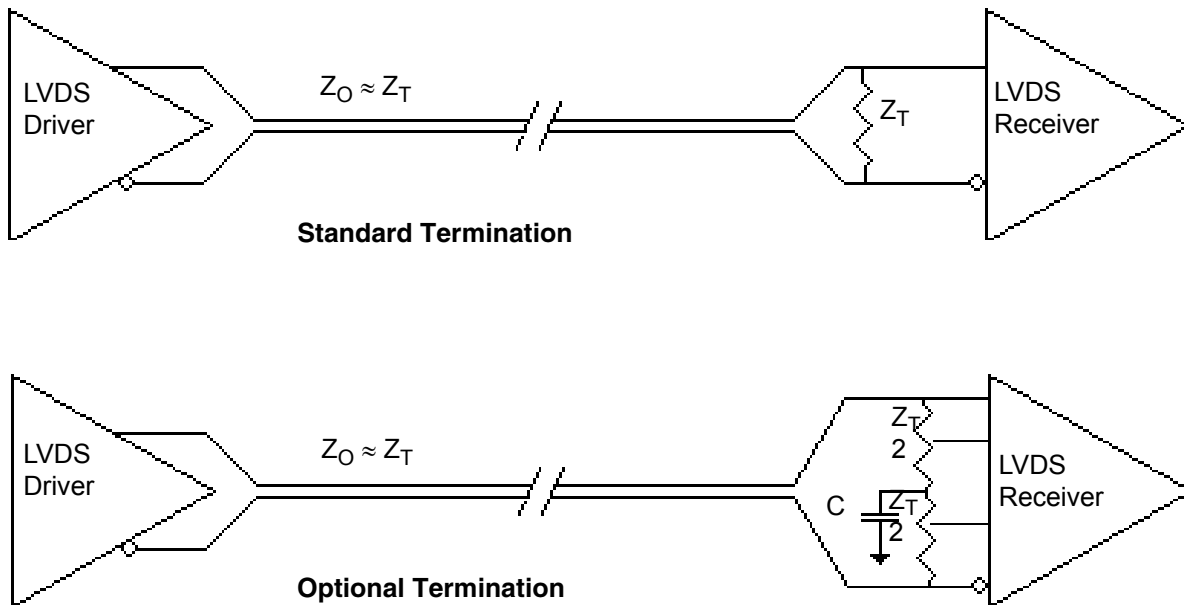 LVDS
Driver
Z_O ≈ Z_T
Z_T
LVDS
Receiver
Standard Termination
LVDS
Driver
Z_O ≈ Z_T
Z_T
2
C
Z_T
2
LVDS
Receiver
Optional Termination